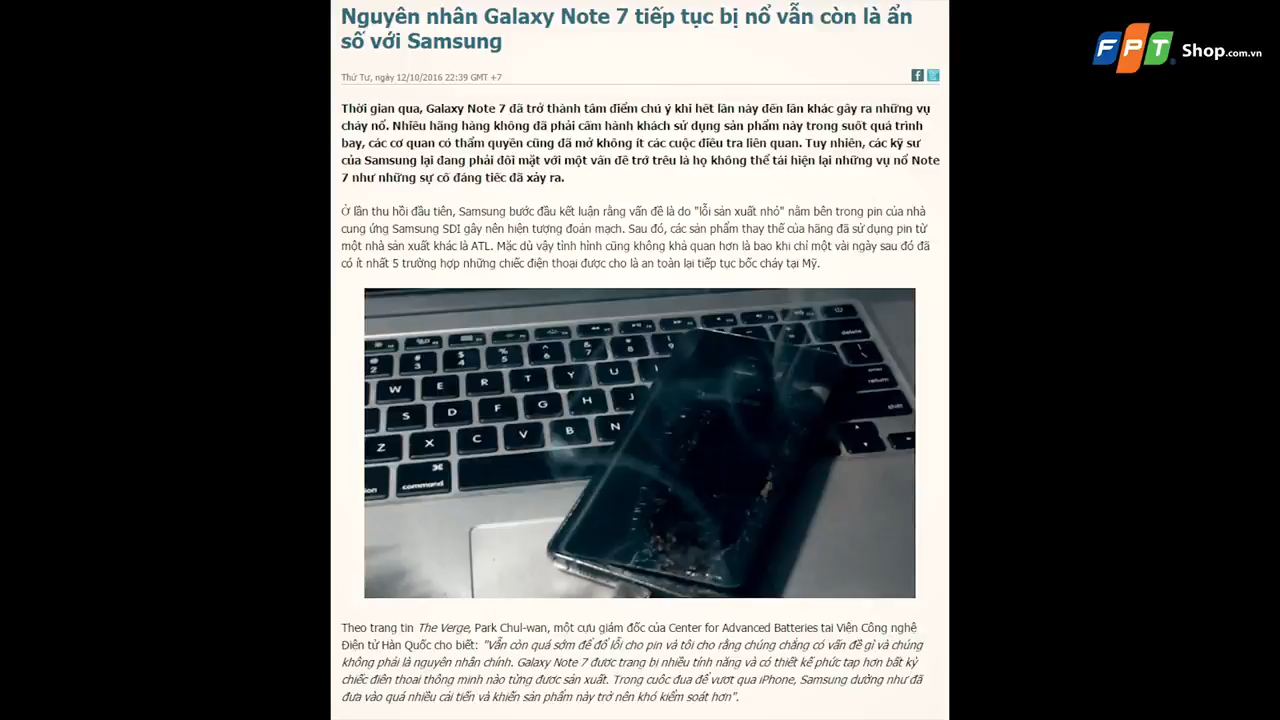 Nguyên nhân Galaxy Note 7 tiếp tục bị nổ vẫn còn là ẩn
số với Samsung
FPT Shop.com.vn
Thứ Tư, ngày 12/10/2016 22:39 GMT +7
Thời gian qua, Galaxy Note 7 đã trở thành tâm điểm chú ý khi hết lần này đến lần khác gây ra những vụ
cháy nổ. Nhiều hãng hàng không đã phải cấm hành khách sử dụng sản phẩm này trong suốt quá trình
bay, các cơ quan có thẩm quyền cũng đã mở không ít các cuộc điều tra liên quan. Tuy nhiên, các kỹ sư
của Samsung lại đang phải đối mặt với một vấn đề trớ trêu là họ không thể tái hiện lại những vụ nổ Note
7 như những sự cố đáng tiếc đã xảy ra.
Ở lần thu hồi đầu tiên, Samsung bước đầu kết luận rằng vấn đề là do "lỗi sản xuất nhỏ" nằm bên trong pin của nhà
cung ứng Samsung SDI gây nên hiện tượng đoản mạch. Sau đó, các sản phẩm thay thế của hãng đã sử dụng pin từ
một nhà sản xuất khác là ATL. Mặc dù vậy tình hình cũng không khả quan hơn là bao khi chỉ một vài ngày sau đó đã
có ít nhất 5 trường hợp những chiếc điện thoại được cho là an toàn lại tiếp tục bốc cháy tại Mỹ.
delete
2 3 4 5 6 7 8 9
W E R T Y U I
return
S D F G H J
shift
Z X C V B N
command
Theo trang tin The Verge, Park Chul-wan, một cựu giám đốc của Center for Advanced Batteries tại Viện Công nghệ
Điện tử Hàn Quốc cho biết: "Vẫn còn quá sớm để đổ lỗi cho pin và tôi cho rằng chúng chẳng có vấn đề gì và chúng
không phải là nguyên nhân chính. Galaxy Note 7 được trang bị nhiều tính năng và có thiết kế phức tạp hơn bất kỳ
chiếc điện thoại thông minh nào từng được sản xuất. Trong cuộc đua để vượt qua iPhone, Samsung dường như đã
đưa vào quá nhiều cải tiến và khiến sản phẩm này trở nên khó kiểm soát hơn".